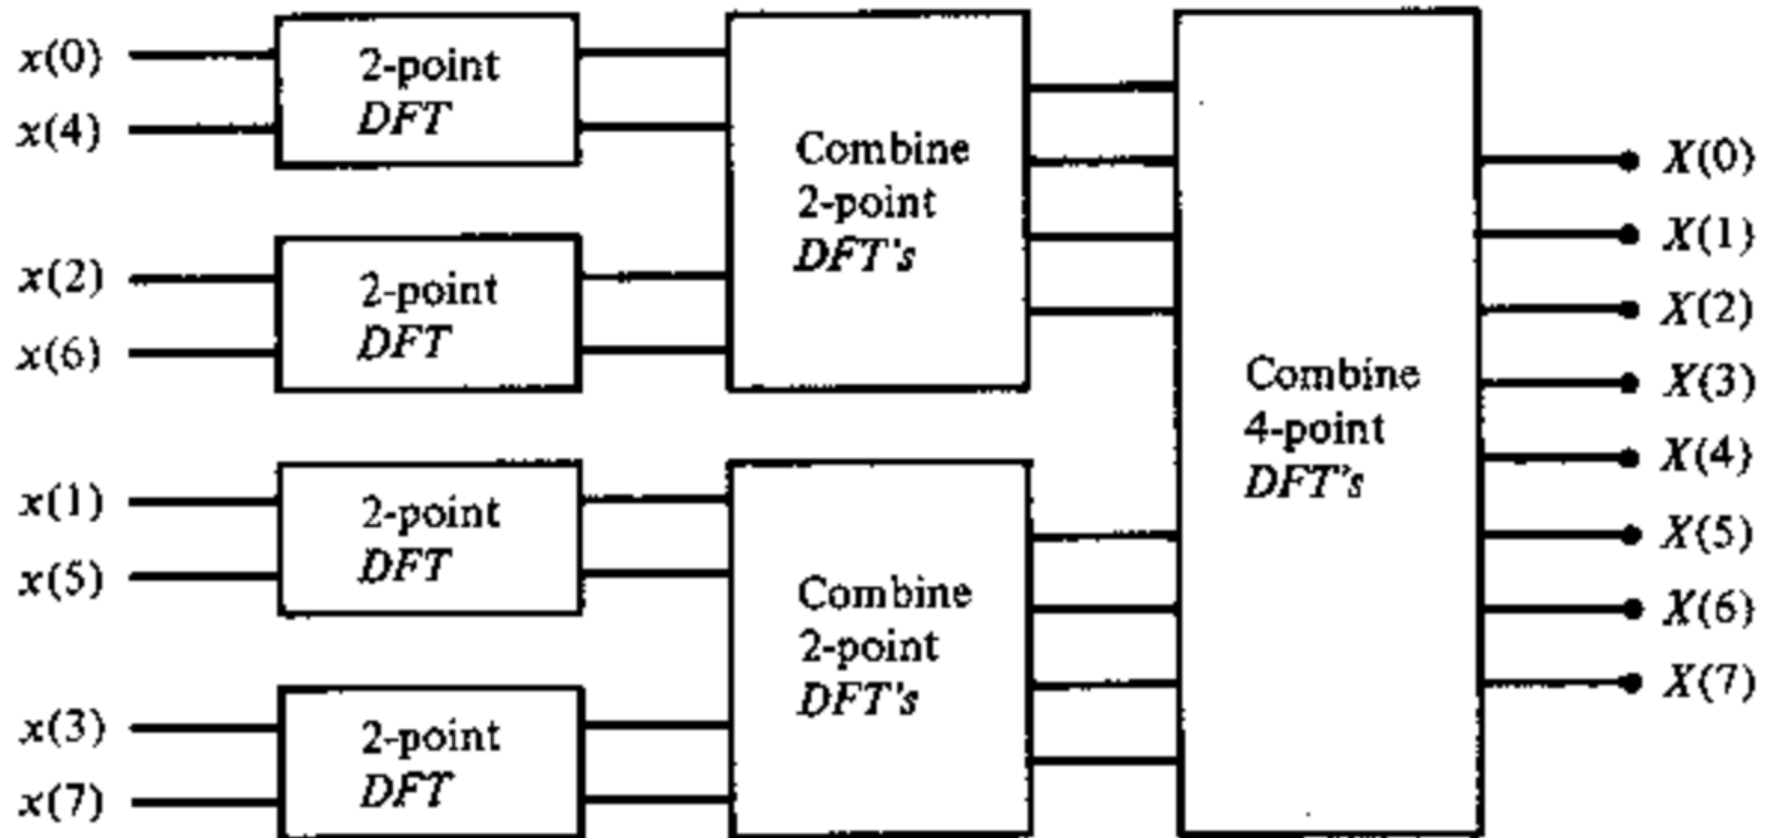 x(0)
x(4)
2-point
DFT
x(2)
x(6)
2-point
DFT
x(1)
x(5)
2-point
DFT
x(3)
x(7)
2-point
DFT
Combine
2-point
DFT's
Combine
2-point
DFT's
Combine
4-point
DFT's
X(0)
X(1)
X(2)
X(3)
X(4)
X(5)
X(6)
X(7)